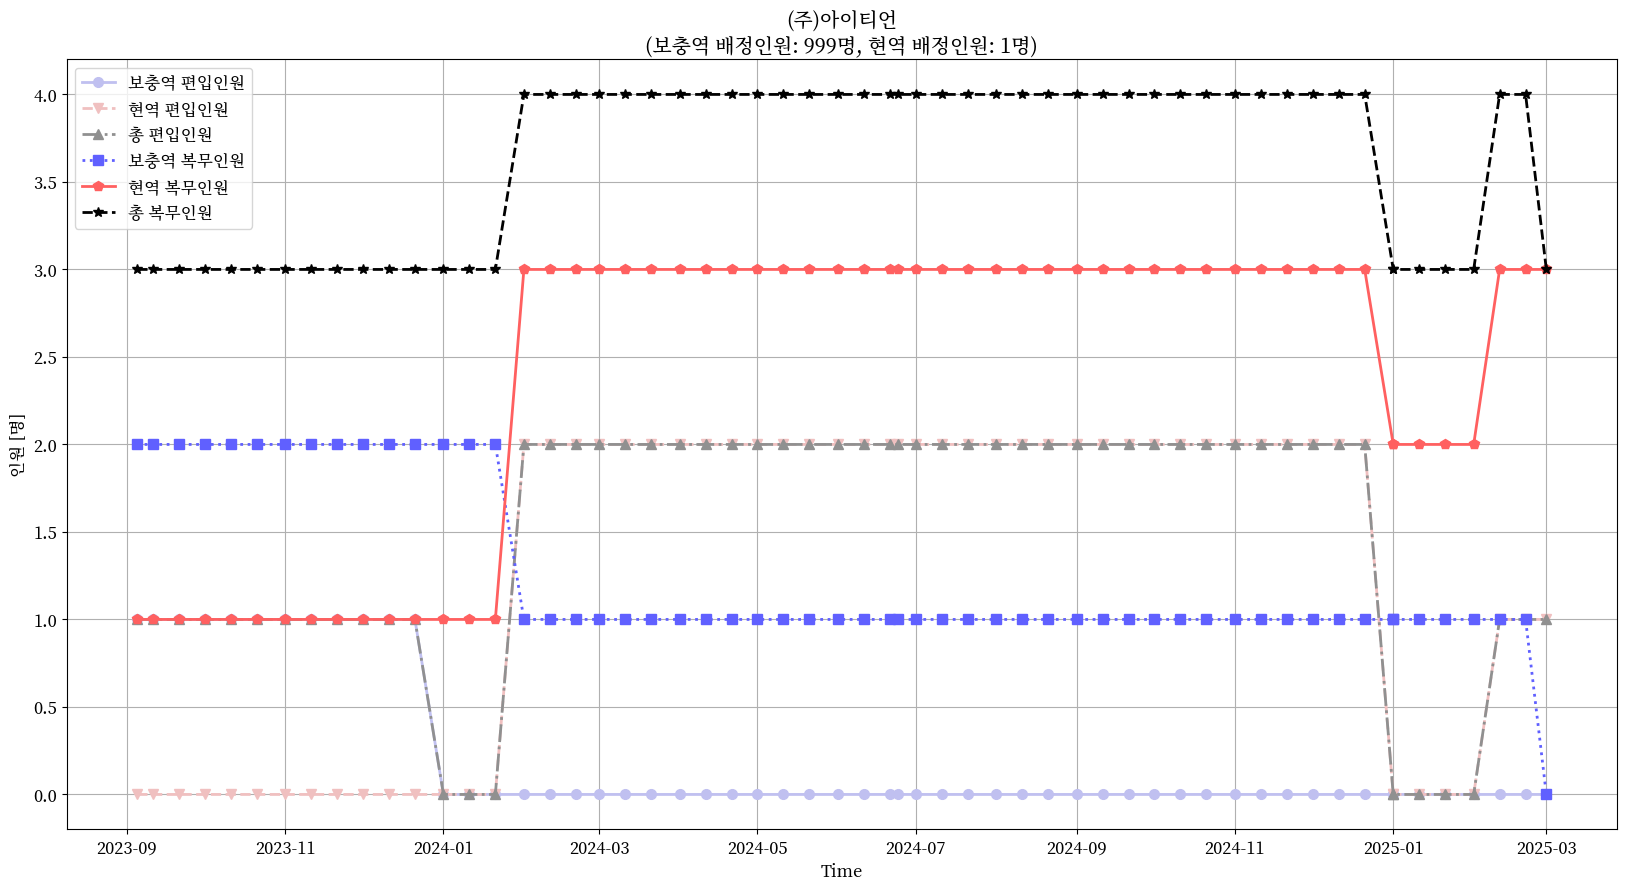 (주)아이티언
(보충역 배정인원: 999명, 현역 배정인원: 1명)
보충역 편입인원
현역 편입인원
총 편입인원
보충역 복무인원
현역 복무인원
총 복무인원
인원 [명]
4.0
3.5
3.0
2.5
2.0
1.5
1.0
0.5
0.0
2023-09 2023-11 2024-01 2024-03 2024-05 2024-07 2024-09 2024-11 2025-01 2025-03
Time